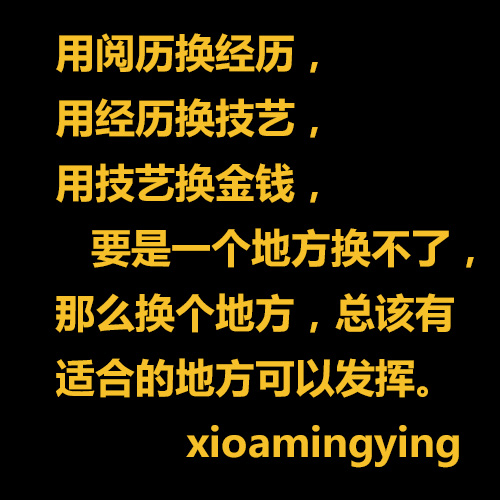 用阅历换经历，
用经历换技艺，
用技艺换金钱，
要是一个地方换不了，
那么换个地方，总该有
适合的地方可以发挥。
xioamingying